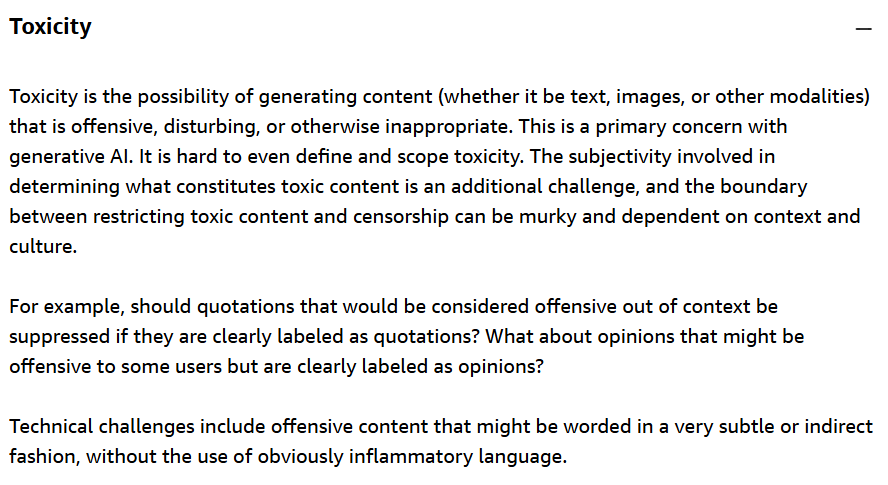 Toxicity
Toxicity is the possibility of generating content (whether it be text, images, or other modalities)
that is offensive, disturbing, or otherwise inappropriate. This is a primary concern with
generative AI. It is hard to even define and scope toxicity. The subjectivity involved in
determining what constitutes toxic content is an additional challenge, and the boundary
between restricting toxic content and censorship can be murky and dependent on context and
culture.
For example, should quotations that would be considered offensive out of context be
suppressed if they are clearly labeled as quotations? What about opinions that might be
offensive to some users but are clearly labeled as opinions?
Technical challenges include offensive content that might be worded in a very subtle or indirect
fashion, without the use of obviously inflammatory language.